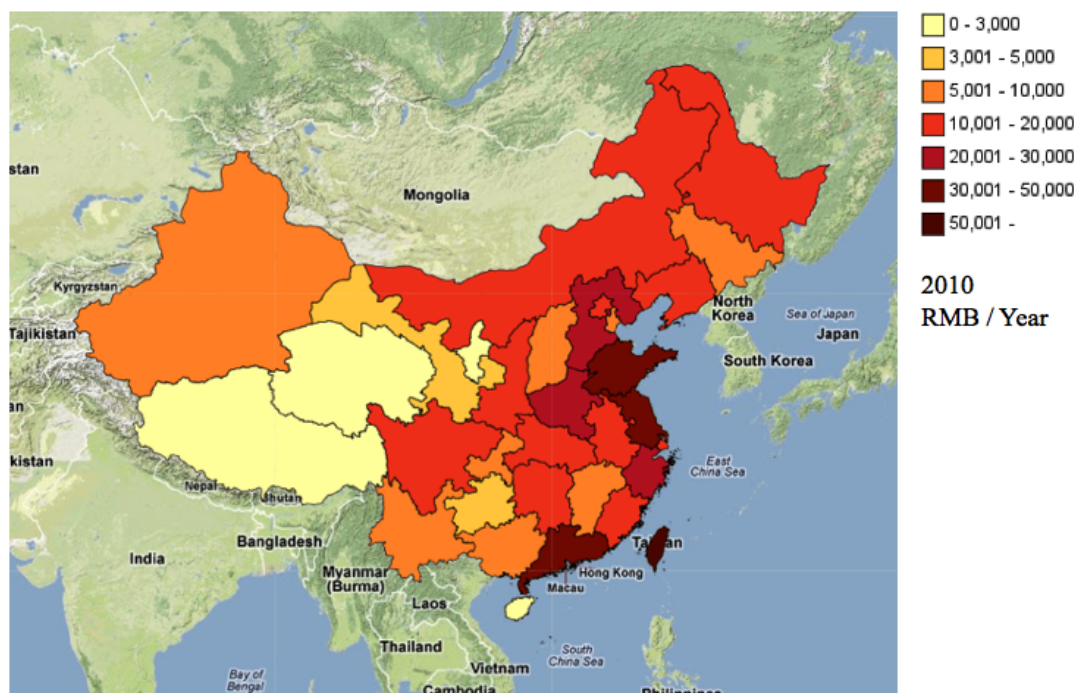 0 - 3,000
3,001 - 5,000
5,001 - 10,000
10,001 - 20,000
20,001 - 30,000
30,001 - 50,000
50,001 -
2010
RMB / Year
stan
Mongolia
Kyrgyzstan
Tajikistan
North
Korea
Sea of Japan
Japan
South Korea
an
kistan
East
China Sea
Nepal
Bhutan
India
Bangladesh
Taiwan
Myanmar
(Burma)
Hong Kong
Macau
Laos
Thailand
South
China Sea
Vietnam
Bay of
Bengal
Cambodia
Philippines